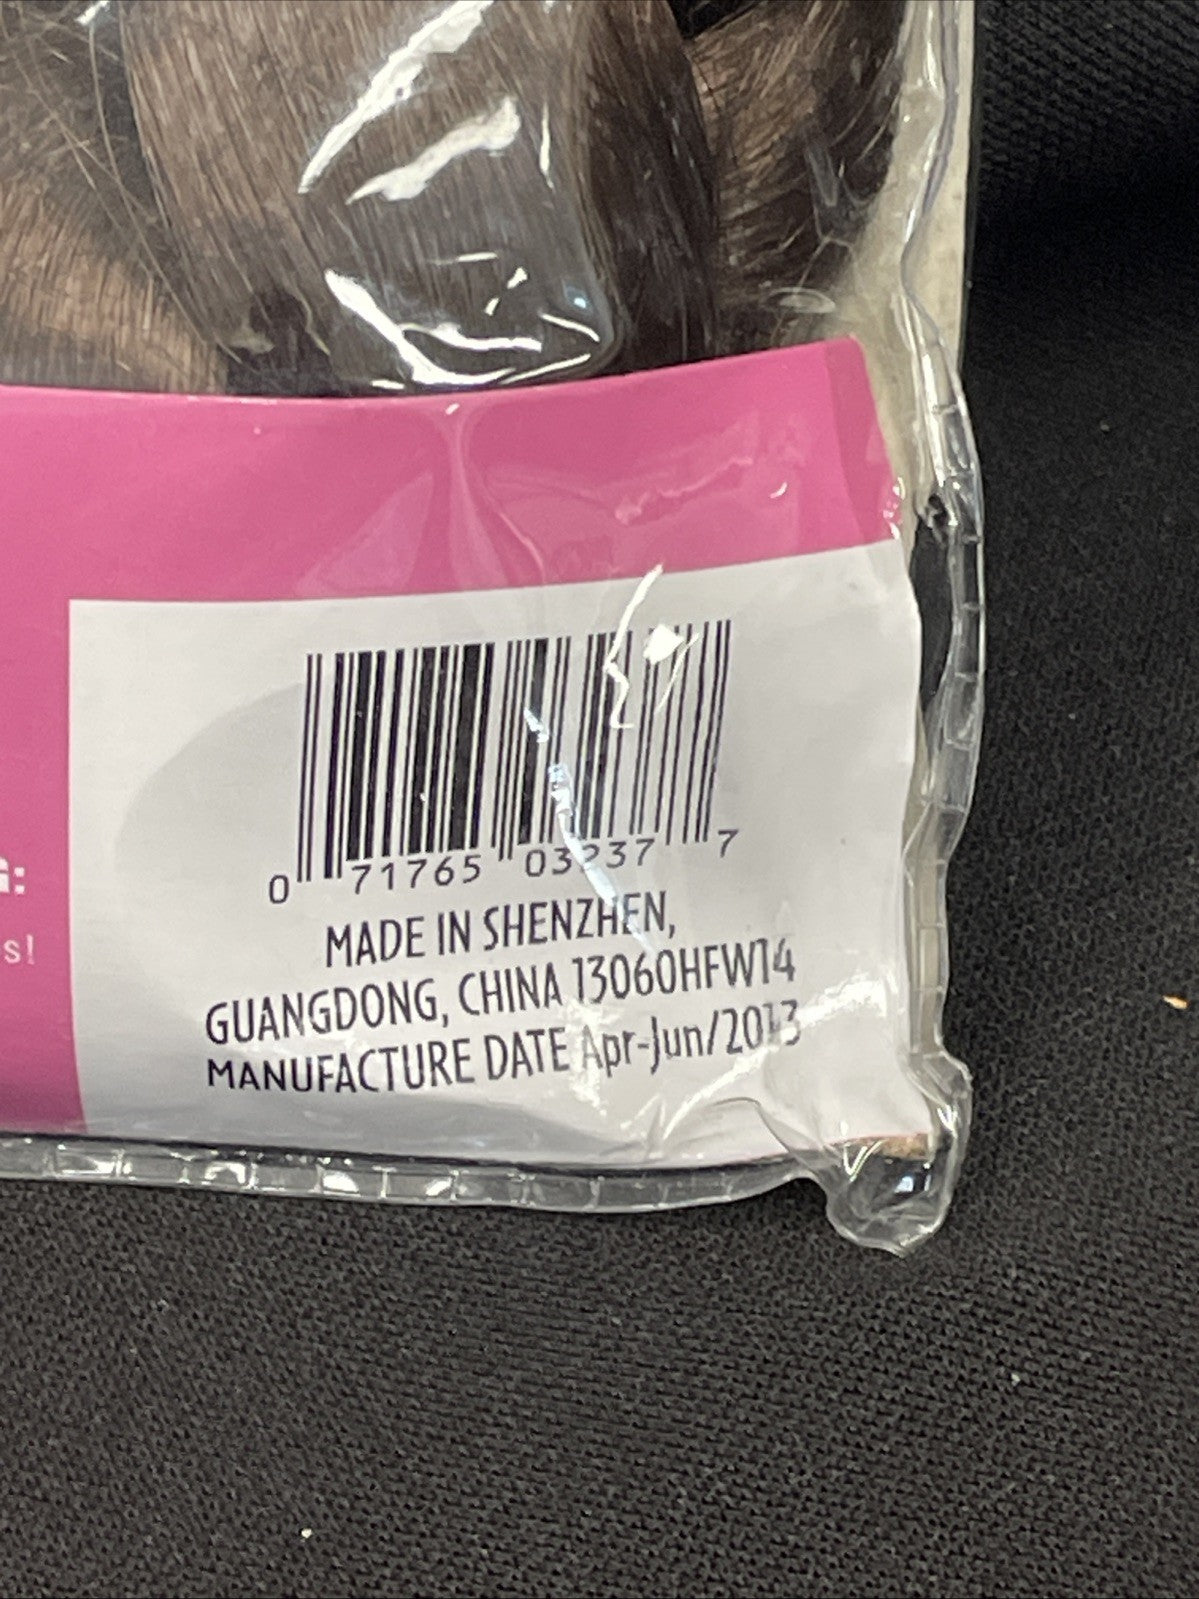 G:
s!
0 71765 03237 7
MADE IN SHENZHEN,
GUANGDONG, CHINA 13060HFW14
MANUFACTURE DATE Apr-Jun/2013